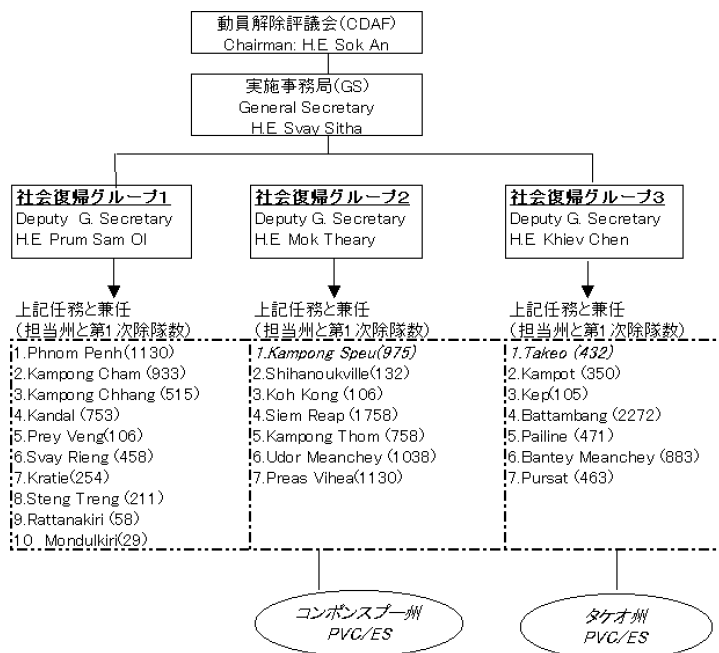 動員解除評議会(CDAF)
Chairman: H.E Sok An
実施事務局(GS)
General Secretary
H.E Svay Sitha
社会復帰グループ1
Deputy G. Secretary
H.E Prum Sam Ol
社会復帰グループ2
Deputy G. Secretary
H.E Mok Theary
社会復帰グループ3
Deputy G. Secretary
H.E Khiev Chen
上記任務と兼任
(担当州と第1次除隊数)
1.Phnom Penh(1130)
2.Kampong Cham (933)
3.Kampong Chhang (515)
4.Kandal (753)
5.Prey Veng(106)
6.Svay Rieng (458)
7.Kratie(254)
8.Steng Treng (211)
9.Rattanakiri (58)
10 Mondulkiri(29)
上記任務と兼任
(担当州と第1次除隊数)
1.Kampong Speu(975)
2.Shihanoukville(132)
3.Koh Kong (106)
4.Siem Reap (1758)
5.Kampong Thom (758)
6.Udor Meanchey (1038)
7.Preas Vihea(1130)
上記任務と兼任
(担当州と第1次除隊数)
1.Takeo (432)
2.Kampot (350)
3.Kep(105)
4.Battambang (2272)
5.Pailine (471)
6.Bantey Meanchey (883)
7.Pursat (463)
コンポンスプー州
PVC/ES
タケオ州
PVC/ES